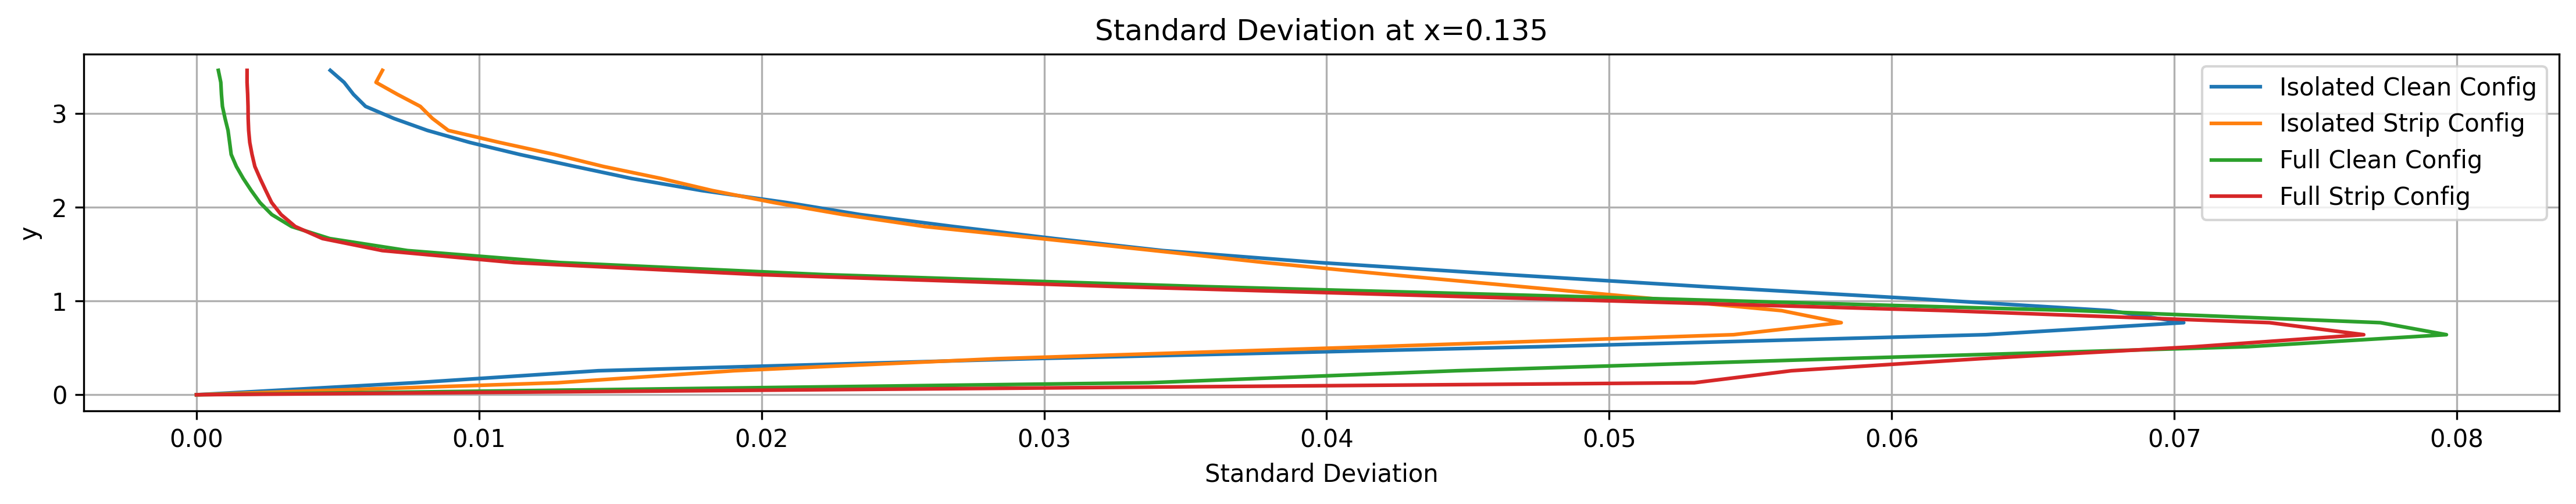 Standard Deviation at x=0.135
3
2
1
0
y
0.00 0.01 0.02 0.03 0.04 0.05 0.06 0.07 0.08
Standard Deviation
Isolated Clean Config
Isolated Strip Config
Full Clean Config
Full Strip Config